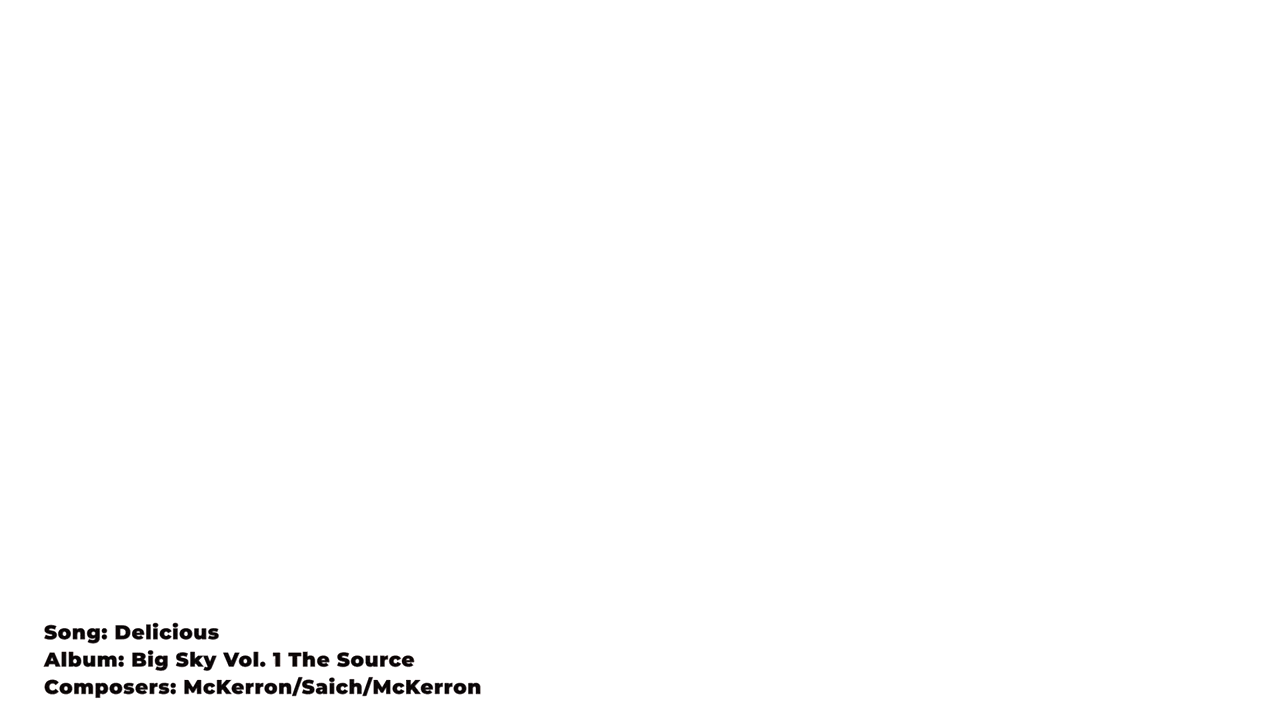 Song: Delicious
Album: Big Sky Vol. 1 The Source
Composers: McKerron/Saich/McKerron